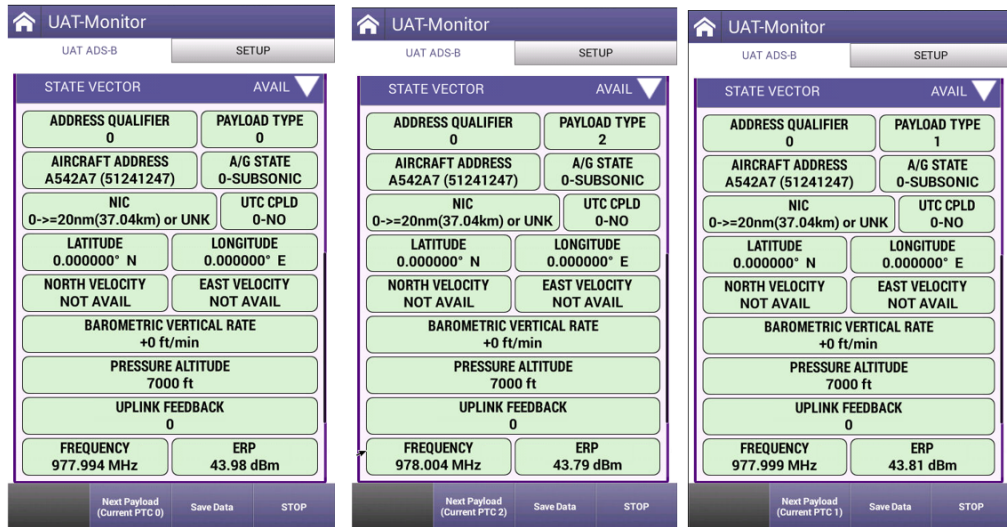 UAT-Monitor
UAT ADS-B SETUP
STATE VECTOR AVAIL
ADDRESS QUALIFIER PAYLOAD TYPE
0 0
AIRCRAFT ADDRESS A/G STATE
A542A7 (51241247) 0-SUBSONIC
NIC UTC CPLD
0->=20nm(37.04km) or UNK 0-NO
LATITUDE LONGITUDE
0.000000° N 0.000000° E
NORTH VELOCITY EAST VELOCITY
NOT AVAIL NOT AVAIL
BAROMETRIC VERTICAL RATE
+0 ft/min
PRESSURE ALTITUDE
7000 ft
UPLINK FEEDBACK
0
FREQUENCY ERP
977.994 MHz 43.98 dBm
Next Payload
(Current PTC 0) Save Data STOP
UAT-Monitor
UAT ADS-B SETUP
STATE VECTOR AVAIL
ADDRESS QUALIFIER PAYLOAD TYPE
0 2
AIRCRAFT ADDRESS A/G STATE
A542A7 (51241247) 0-SUBSONIC
NIC UTC CPLD
0->=20nm(37.04km) or UNK 0-NO
LATITUDE LONGITUDE
0.000000° N 0.000000° E
NORTH VELOCITY EAST VELOCITY
NOT AVAIL NOT AVAIL
BAROMETRIC VERTICAL RATE
+0 ft/min
PRESSURE ALTITUDE
7000 ft
UPLINK FEEDBACK
0
FREQUENCY ERP
978.004 MHz 43.79 dBm
Next Payload
(Current PTC 2) Save Data STOP
UAT-Monitor
UAT ADS-B SETUP
STATE VECTOR AVAIL
ADDRESS QUALIFIER PAYLOAD TYPE
0 1
AIRCRAFT ADDRESS A/G STATE
A542A7 (51241247) 0-SUBSONIC
NIC UTC CPLD
0->=20nm(37.04km) or UNK 0-NO
LATITUDE LONGITUDE
0.000000° N 0.000000° E
NORTH VELOCITY EAST VELOCITY
NOT AVAIL NOT AVAIL
BAROMETRIC VERTICAL RATE
+0 ft/min
PRESSURE ALTITUDE
7000 ft
UPLINK FEEDBACK
0
FREQUENCY ERP
977.999 MHz 43.81 dBm
Next Payload
(Current PTC 1) Save Data STOP